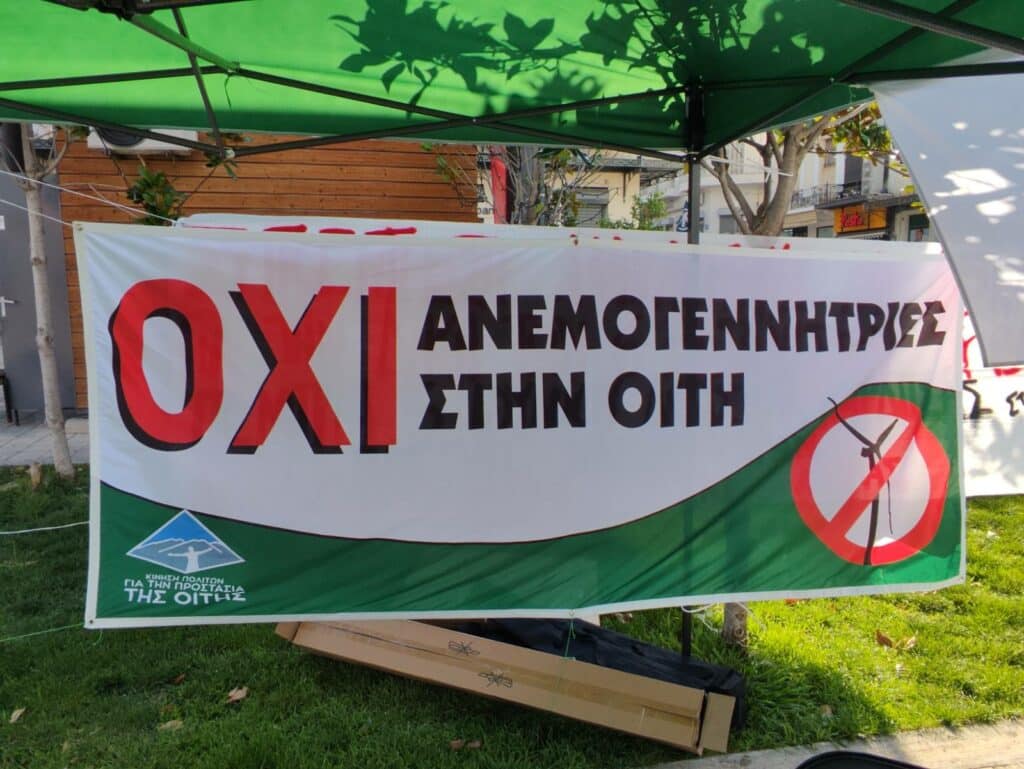 ΟΧΙ
ΑΝΕΜΟΓΕΝΝΗΤΡΙΕΣ
ΣΤΗΝ ΟΙΤΗ
ΚΙΝΗΣΗ ΠΟΛΙΤΩΝ
ΓΙΑ ΤΗΝ ΠΡΟΣΤΑΣΙΑ
ΤΗΣ ΟΙΤΗΣ